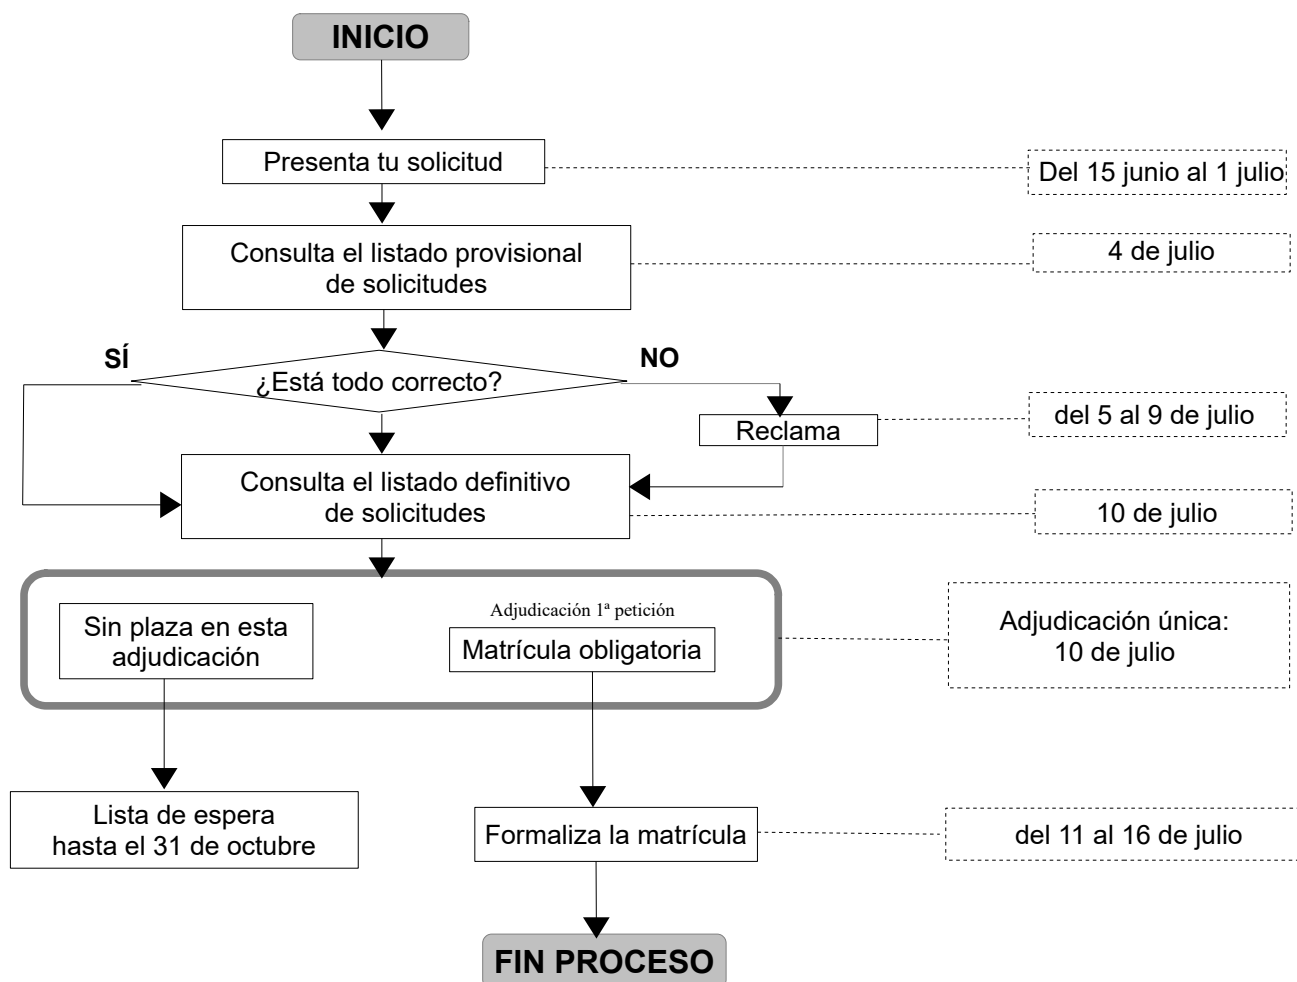 INICIO
Presenta tu solicitud
Del 15 junio al 1 julio
Consulta el listado provisional
de solicitudes
4 de julio
SÍ
NO
¿Está todo correcto?
Reclama
del 5 al 9 de julio
Consulta el listado definitivo
de solicitudes
10 de julio
Sin plaza en esta
adjudicación
Adjudicación 1ª petición
Matrícula obligatoria
Adjudicación única:
10 de julio
Lista de espera
hasta el 31 de octubre
Formaliza la matrícula
del 11 al 16 de julio
FIN PROCESO